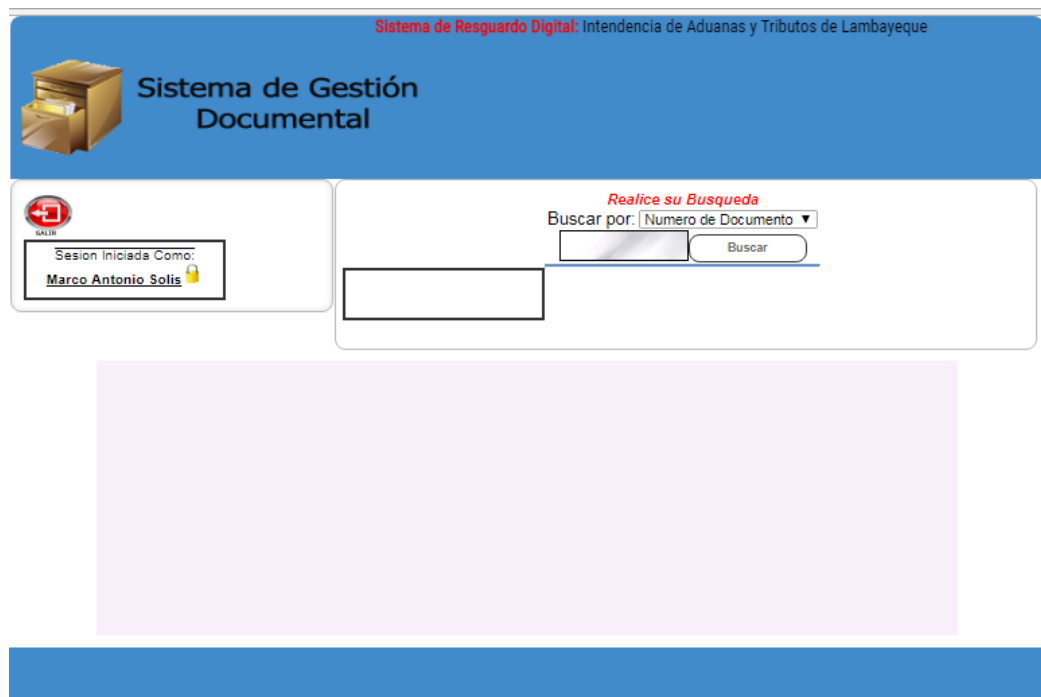 Sistema de Resguardo Digital: Intendencia de Aduanas y Tributos de Lambayeque
Sistema de Gestión
Documental
SALIR
Sesion Iniciada Como:
Marco Antonio Solis
Realice su Busqueda
Buscar por: Numero de Documento ▼
Buscar